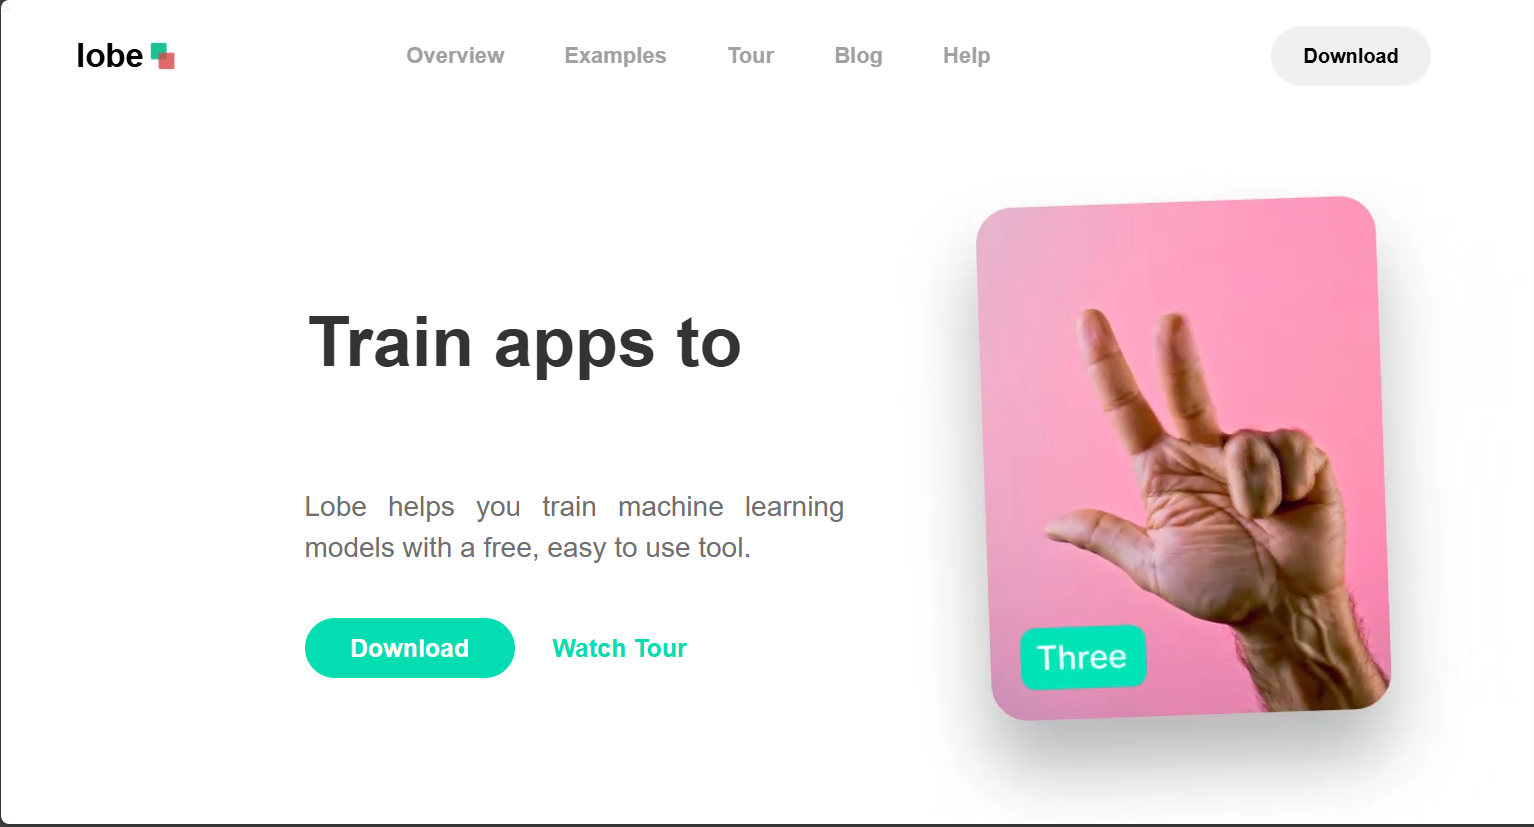 lobe
Overview
Examples
Tour
Blog
Help
Download
Train apps to
Lobe helps you train machine learning
models with a free, easy to use tool.
Download
Watch Tour
Three